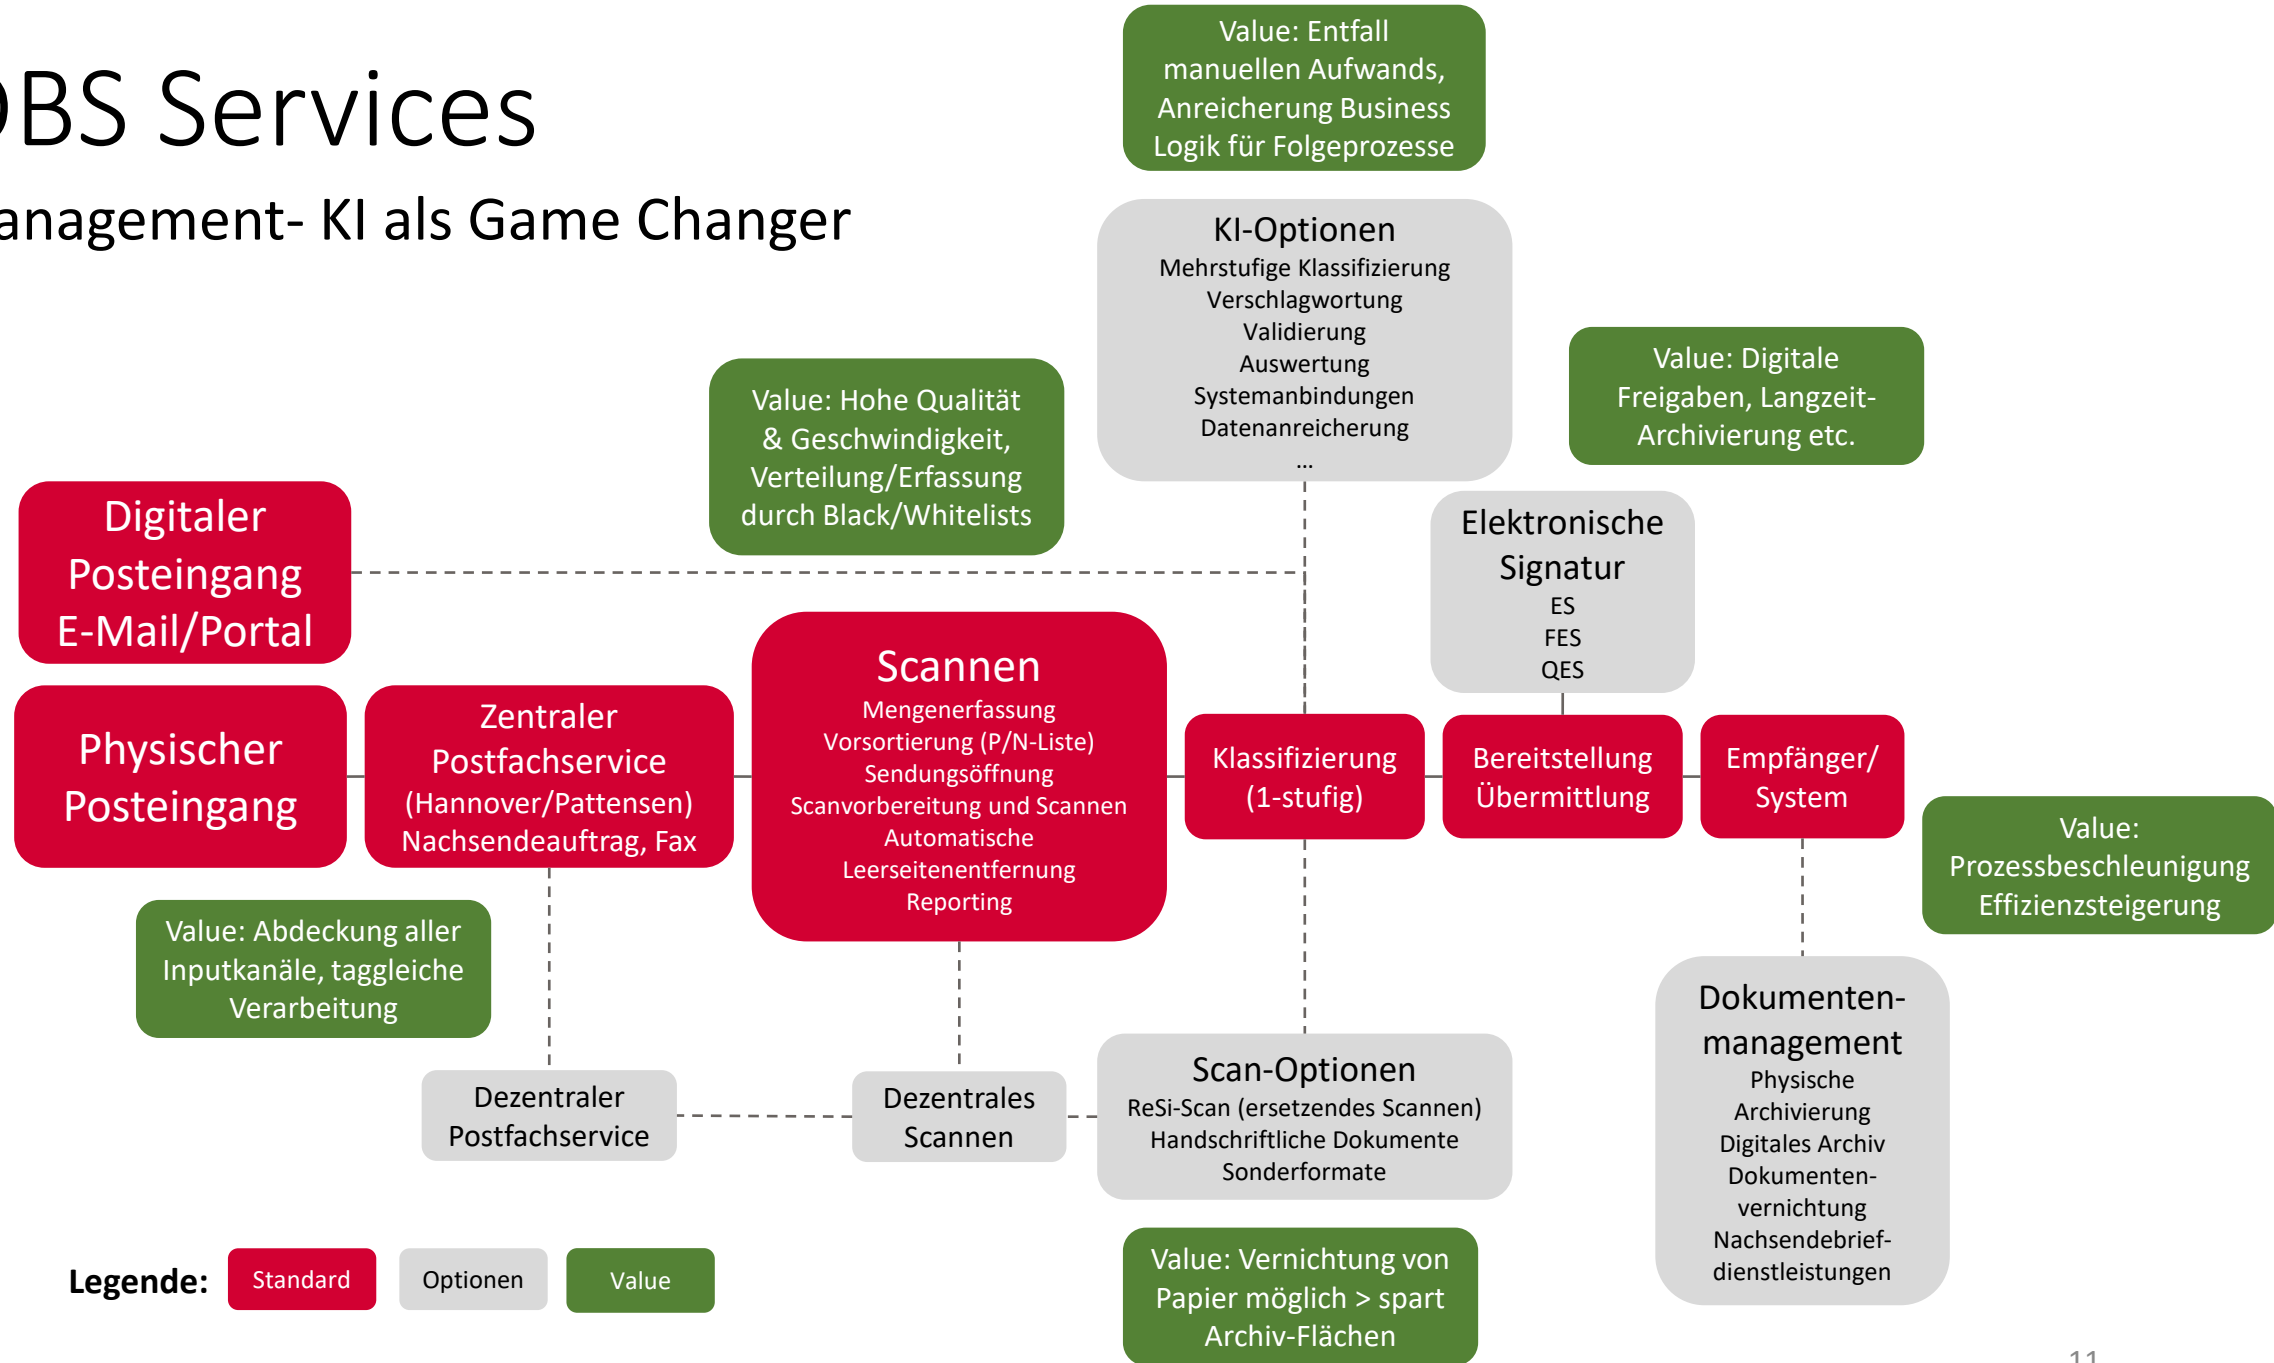 BS Services
anagement- KI als Game Changer
Value: Entfall
manuellen Aufwands,
Anreicherung Business
Logik für Folgeprozesse
KI-Optionen
Mehrstufige Klassifizierung
Verschlagwortung
Validierung
Auswertung
Systemanbindungen
Datenanreicherung
...
Value: Hohe Qualität
& Geschwindigkeit,
Verteilung/Erfassung
durch Black/Whitelists
Value: Digitale
Freigaben, Langzeit-
Archivierung etc.
Digitaler
Posteingang
E-Mail/Portal
Elektronische
Signatur
ES
FES
QES
Physischer
Posteingang
Zentraler
Postfachservice
(Hannover/Pattensen)
Nachsendeauftrag, Fax
Scannen
Mengenerfassung
Vorsortierung (P/N-Liste)
Sendungsöffnung
Scanvorbereitung und Scannen
Automatische
Leerseitenentfernung
Reporting
Klassifizierung
(1-stufig)
Bereitstellung
Übermittlung
Empfänger/
System
Value:
Prozessbeschleunigung
Effizienzsteigerung
Value: Abdeckung aller
Inputkanäle, taggleiche
Verarbeitung
Dezentraler
Postfachservice
Dezentrales
Scannen
Scan-Optionen
ReSi-Scan (ersetzendes Scannen)
Handschriftliche Dokumente
Sonderformate
Dokumenten-
management
Physische
Archivierung
Digitales Archiv
Dokumenten-
vernichtung
Nachsendebrief-
dienstleistungen
Value: Vernichtung von
Papier möglich > spart
Archiv-Flächen
Legende:
Standard
Optionen
Value
11